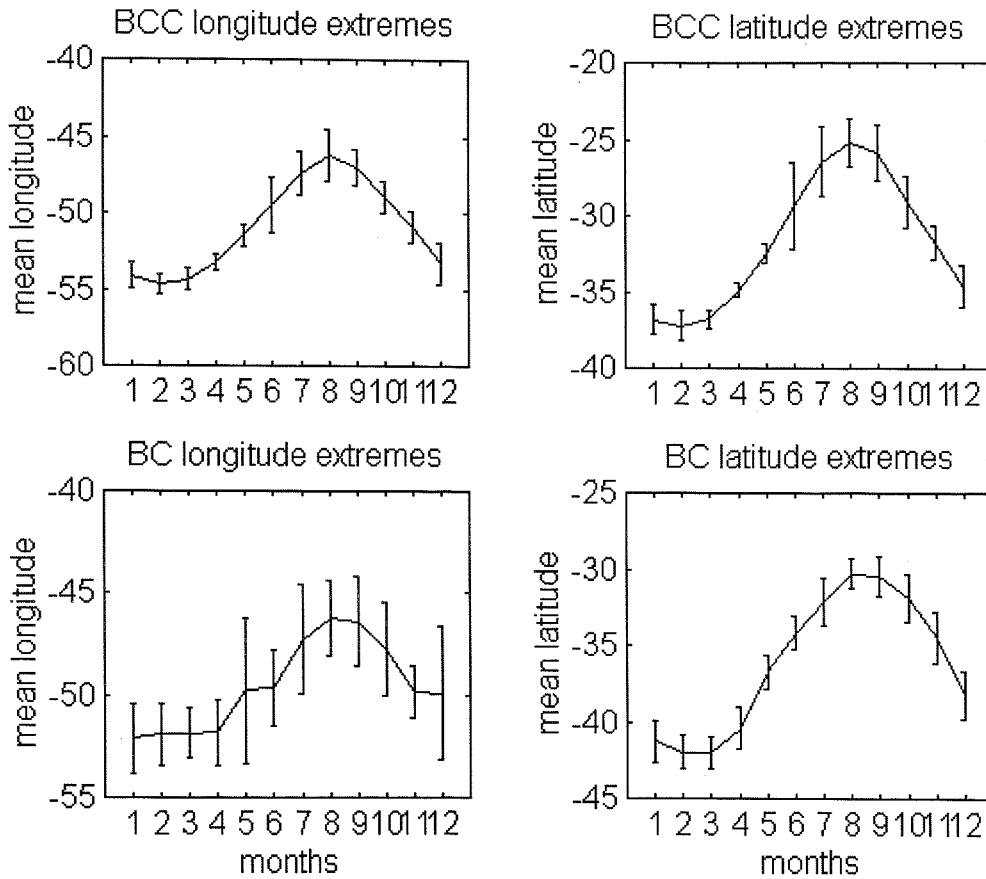 BCC longitude extremes
mean longitude
-40
-45
-50
-55
-60
1 2 3 4 5 6 7 8 9 10 11 12
BCC latitude extremes
mean latitude
-20
-25
-30
-35
-40
1 2 3 4 5 6 7 8 9 10 11 12
BC longitude extremes
mean longitude
-40
-45
-50
-55
1 2 3 4 5 6 7 8 9 10 11 12
months
BC latitude extremes
mean latitude
-25
-30
-35
-40
-45
1 2 3 4 5 6 7 8 9 10 11 12
months